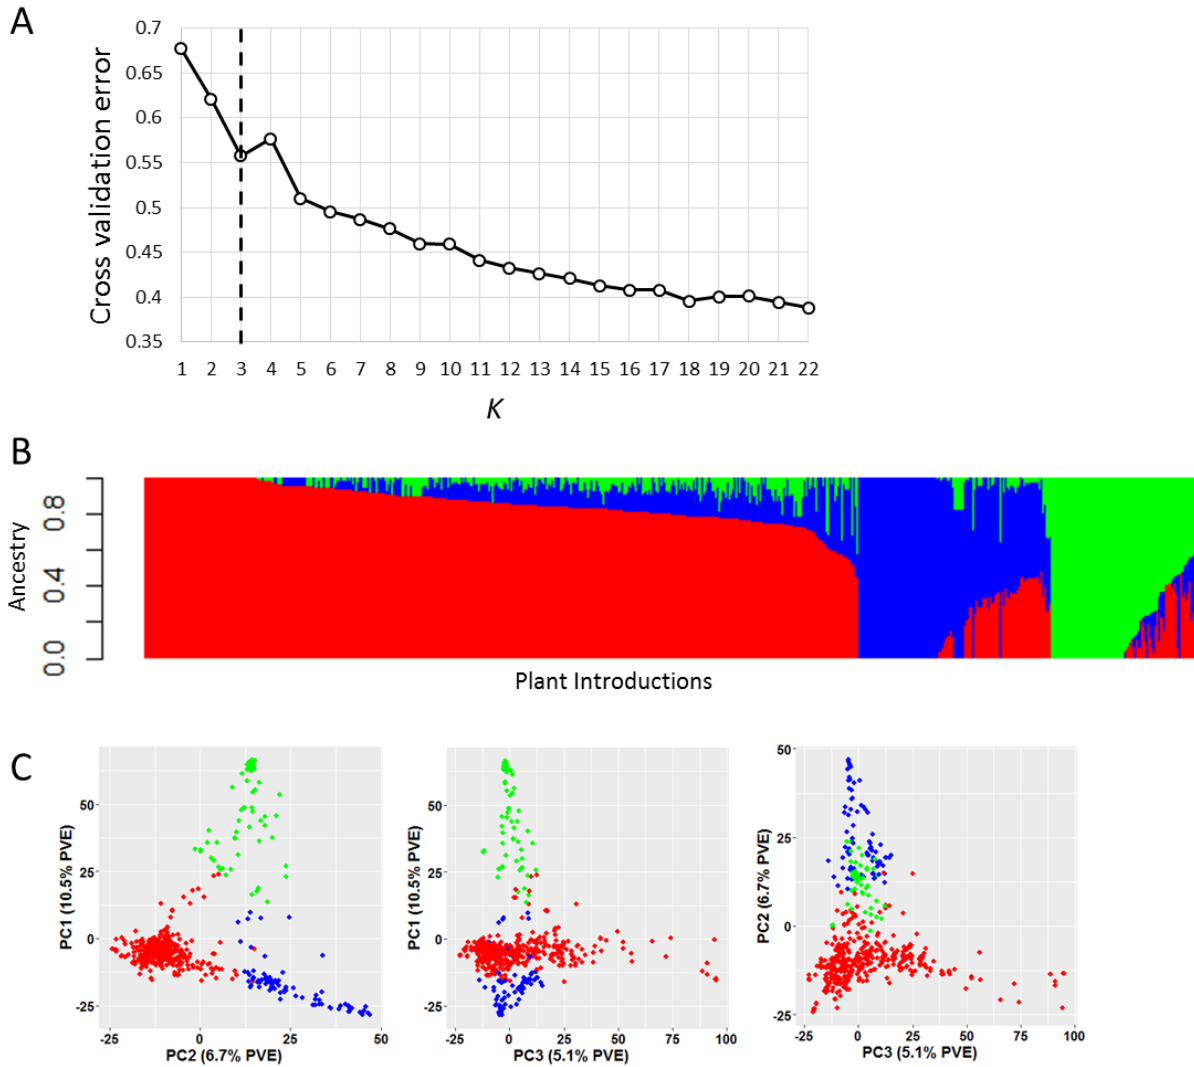 A
Cross validation error
0.7
0.65
0.6
0.55
0.5
0.45
0.4
0.35
1 2 3 4 5 6 7 8 9 10 11 12 13 14 15 16 17 18 19 20 21 22
K
B
Ancestry
0.0 0.4 0.8
Plant Introductions
C
PC1 (10.5% PVE)
50
25
0
-25
-25 0 25 50
PC2 (6.7% PVE)
PC1 (10.5% PVE)
50
25
0
-25
-25 0 25 50 75 100
PC3 (5.1% PVE)
PC2 (6.7% PVE)
50
25
0
-25
-25 0 25 50 75 100
PC3 (5.1% PVE)